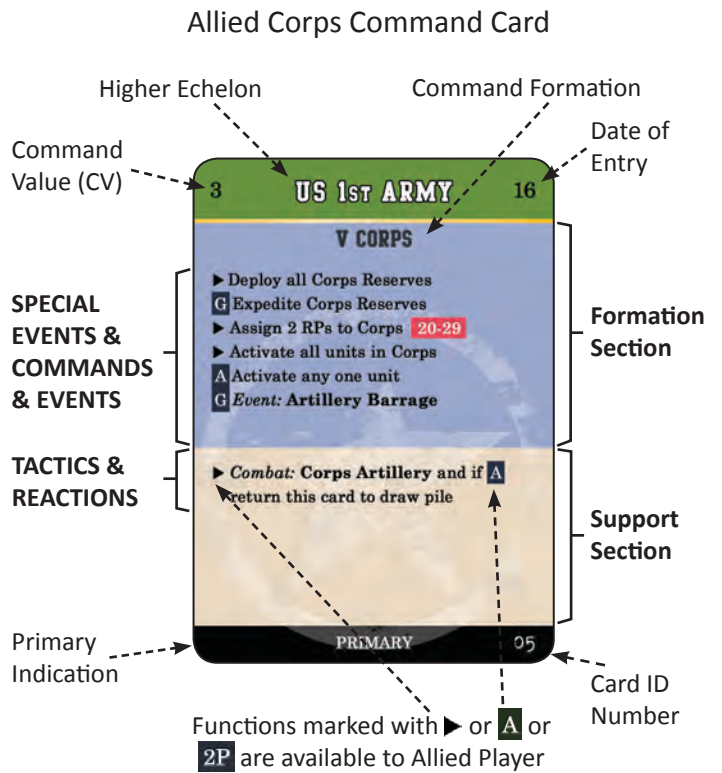 Allied Corps Command Card
Higher Echelon
Command Formation
Command
Value (CV)
Date of
Entry
3
US 1ST ARMY
16
V CORPS
▶ Deploy all Corps Reserves
G Expedite Corps Reserves
▶ Assign 2 RPs to Corps 20-29
▶ Activate all units in Corps
A Activate any one unit
G Event: Artillery Barrage
SPECIAL
EVENTS &
COMMANDS
& EVENTS
Formation
Section
TACTICS &
REACTIONS
▶ Combat: Corps Artillery and if A
return this card to draw pile
Support
Section
Primary
Indication
PRIMARY
05
Card ID
Number
Functions marked with ▶ or A or
2P are available to Allied Player